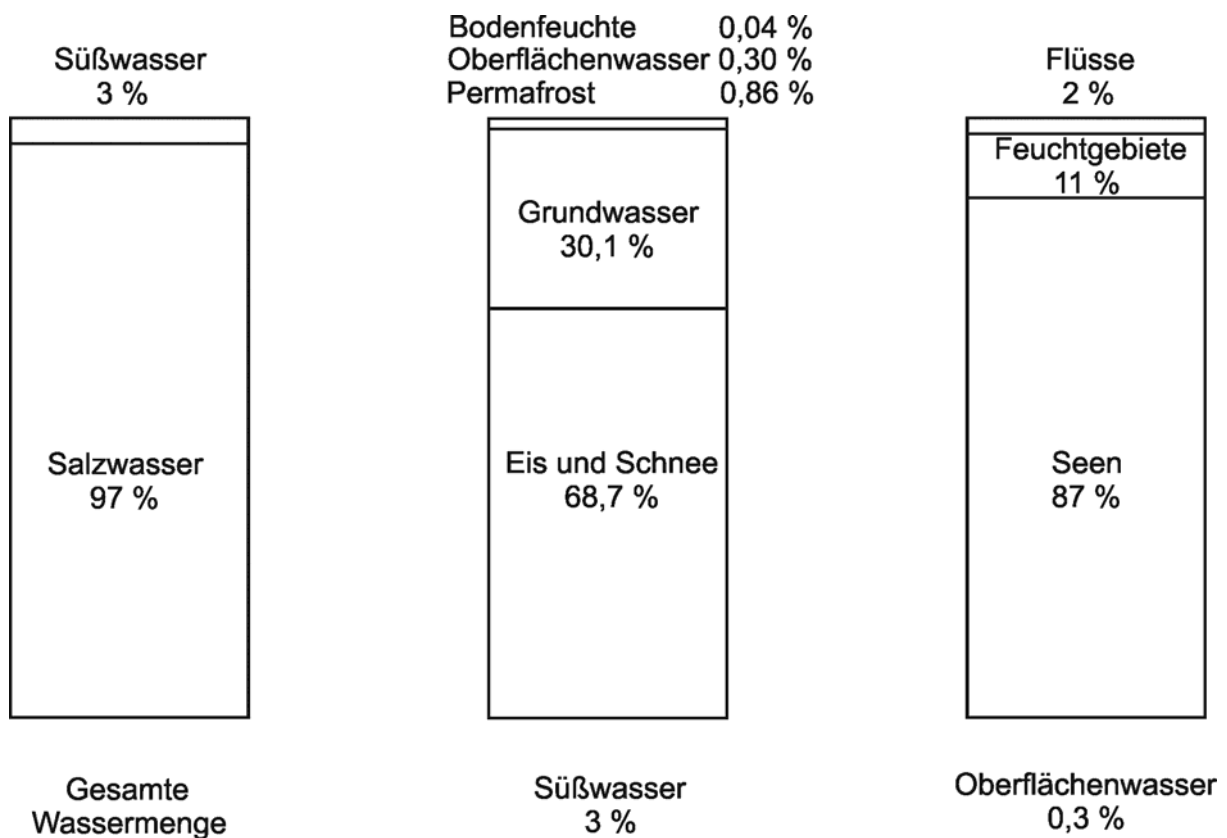 Süßwasser
3 %
Salzwasser
97 %
Gesamte
Wassermenge
Bodenfeuchte 0,04 %
Oberflächenwasser 0,30 %
Permafrost 0,86 %
Grundwasser
30,1 %
Eis und Schnee
68,7 %
Süßwasser
3 %
Flüsse
2 %
Feuchtgebiete
11 %
Seen
87 %
Oberflächenwasser
0,3 %